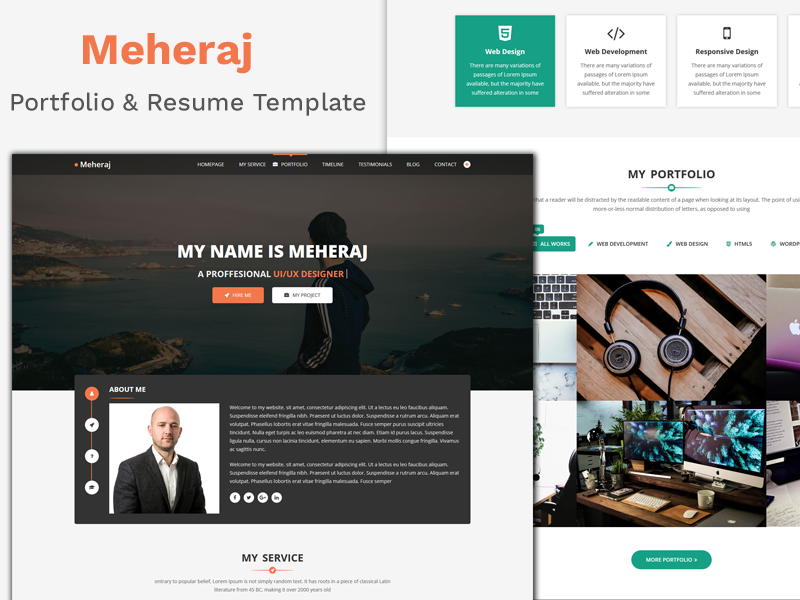 Meheraj
Portfolio & Resume Template
Web Design
There are many variations of
passages of Lorem Ipsum
available, but the majority have
suffered alteration in some
Web Development
There are many variations of
passages of Lorem Ipsum
available, but the majority have
suffered alteration in some
Responsive Design
There are many variations of
passages of Lorem Ipsum
available, but the majority have
suffered alteration in some
Meheraj
HOMEPAGE MY SERVICE PORTFOLIO TIMELINE TESTIMONIALS BLOG CONTACT
MY NAME IS MEHERAJ
A PROFFESIONAL UI/UX DESIGNER
HIRE ME MY PROJECT
ABOUT ME
Welcome to my website, sit amet, consectetur adipiscing elit. Ut a lectus eu leo faucibus aliquam.
Suspendisse eleifend fringilla nibh. Praesent ut luctus dolor. Suspendisse a rutrum arcu. Aliquam erat
volutpat. Phasellus lobortis erat vitae fringilla malesuada. Fusce semper purus suscipit ultricies
tincidunt. Nulla eget turpis ac leo euismod pharetra at nec diam. Etiam id purus lacus. Suspendisse
ligula nulla, cursus non lacinia tincidunt, elementum eu sapien. Morbi mollis congue fringilla. Vivamus
ac sagittis nunc.
Welcome to my website, sit amet, consectetur adipiscing elit. Ut a lectus eu leo faucibus aliquam.
Suspendisse eleifend fringilla nibh. Praesent ut luctus dolor. Suspendisse a rutrum arcu. Aliquam erat
volutpat. Phasellus lobortis erat vitae fringilla malesuada. Fusce semper
MY SERVICE
ontrary to popular belief, Lorem Ipsum is not simply random text. It has roots in a piece of classical Latin
literature from 45 BC, making it over 2000 years old
MY PORTFOLIO
that a reader will be distracted by the readable content of a page when looking at its layout. The point of usi
more-or-less normal distribution of letters, as opposed to using
ALL WORKS WEB DEVELOPMENT WEB DESIGN HTML5 WORDP
MORE PORTFOLIO >